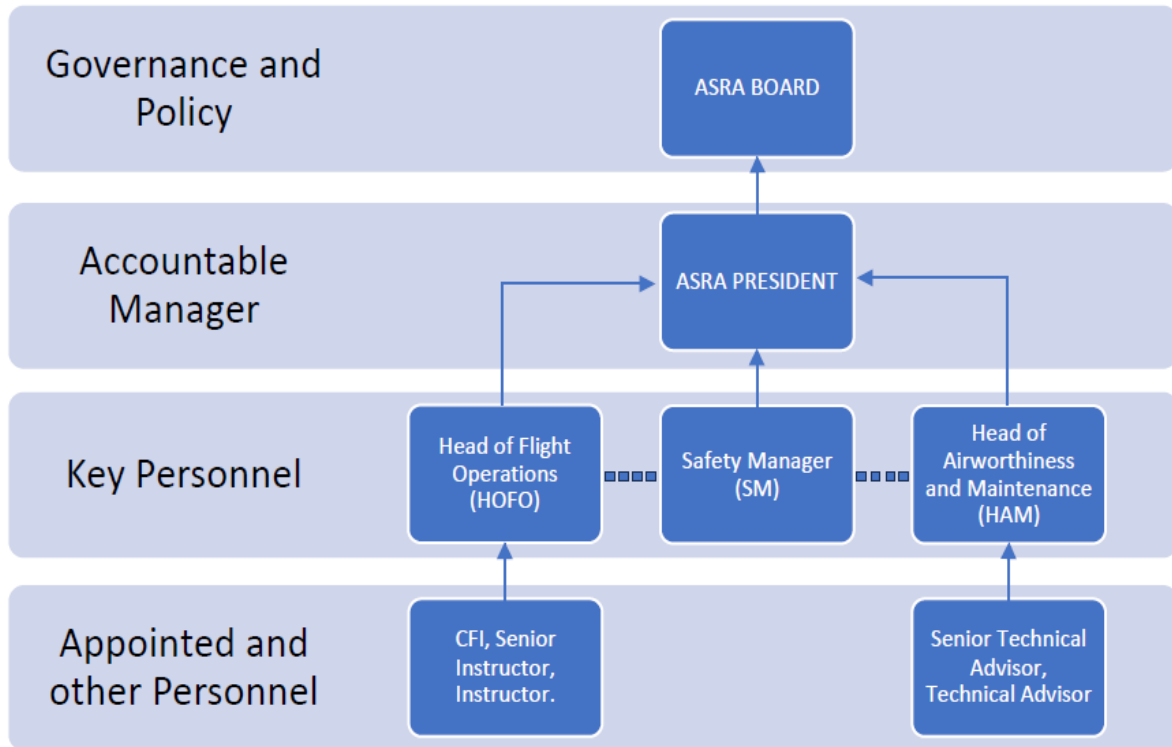 Governance and
Policy
ASRA BOARD
Accountable
Manager
ASRA PRESIDENT
Key Personnel
Head of Flight
Operations
(HOFO)
Safety Manager
(SM)
Head of
Airworthiness
and Maintenance
(HAM)
Appointed and
other Personnel
CFI, Senior
Instructor,
Instructor.
Senior Technical
Advisor,
Technical Advisor